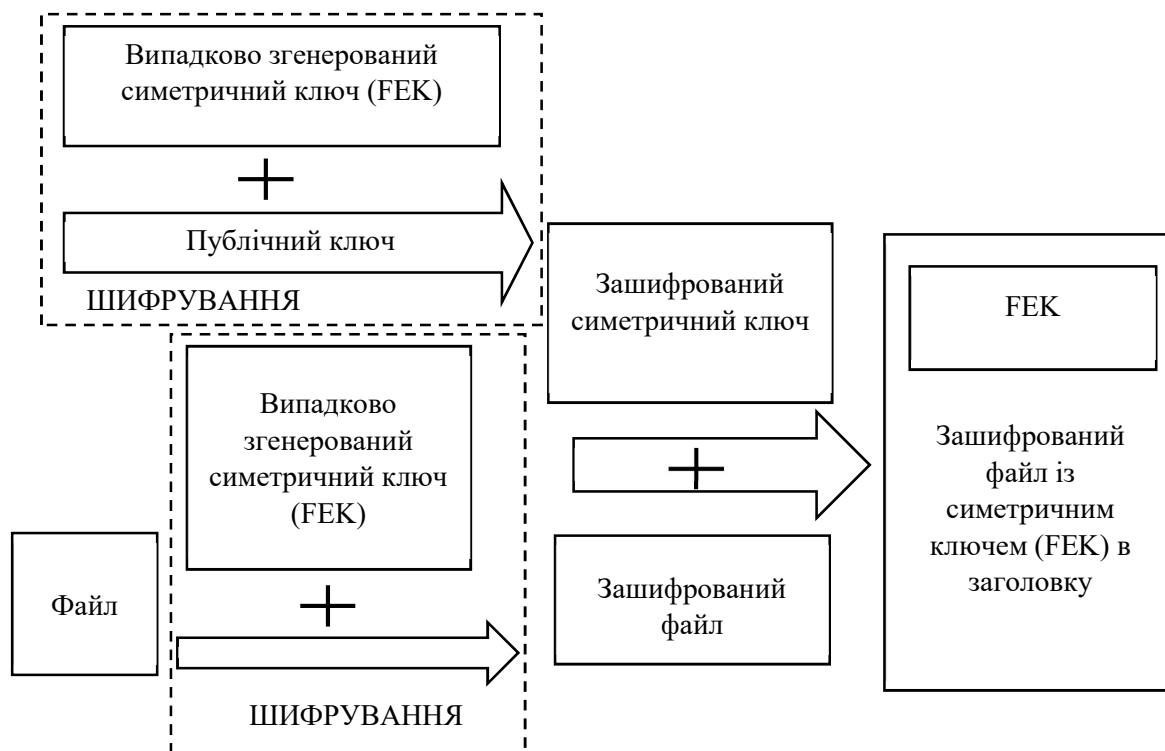 Випадково згенерований
симетричний ключ (FEK)
Публічний ключ
ШИФРУВАННЯ
Зашифрований
симетричний ключ
FEK
Випадково
згенерований
симетричний ключ
(FEK)
Зашифрований
файл із
симетричним
ключем (FEK) в
заголовку
Файл
Зашифрований
файл
ШИФРУВАННЯ